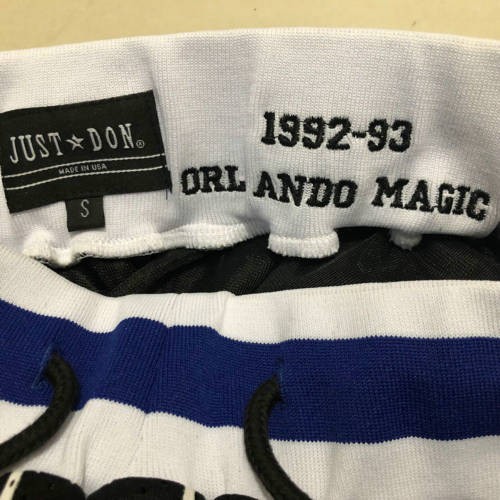 JUST★DON®
MADE IN USA
S
1992-93
ORLANDO MAGIC